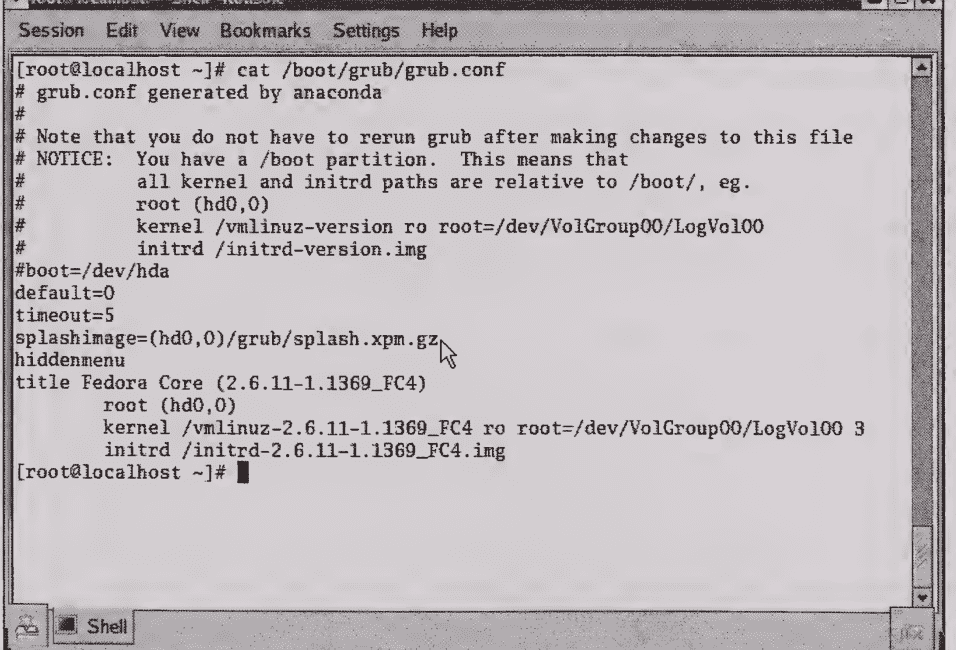 Session Edit View Bookmarks Settings Help
[root@localhost ~]# cat /boot/grub/grub.conf
# grub.conf generated by anaconda
#
# Note that you do not have to rerun grub after making changes to this file
# NOTICE:  You have a /boot partition.  This means that
#          all kernel and initrd paths are relative to /boot/, eg.
#          root (hd0,0)
#          kernel /vmlinuz-version ro root=/dev/VolGroup00/LogVol00
#          initrd /initrd-version.img
#boot=/dev/hda
default=0
timeout=5
splashimage=(hd0,0)/grub/splash.xpm.gz
hiddenmenu
title Fedora Core (2.6.11-1.1369_FC4)
        root (hd0,0)
        kernel /vmlinuz-2.6.11-1.1369_FC4 ro root=/dev/VolGroup00/LogVol00 3
        initrd /initrd-2.6.11-1.1369_FC4.img
[root@localhost ~]#
Shell